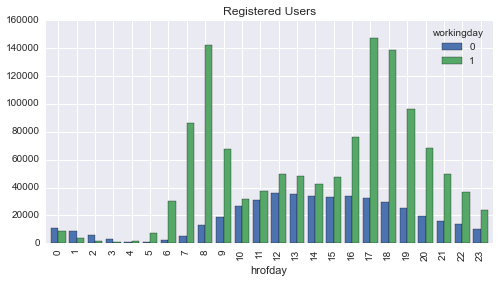 Registered Users
160000
140000
120000
100000
80000
60000
40000
20000
0
workingday
0
1
0 1 2 3 4 5 6 7 8 9 10 11 12 13 14 15 16 17 18 19 20 21 22 23
hrofday